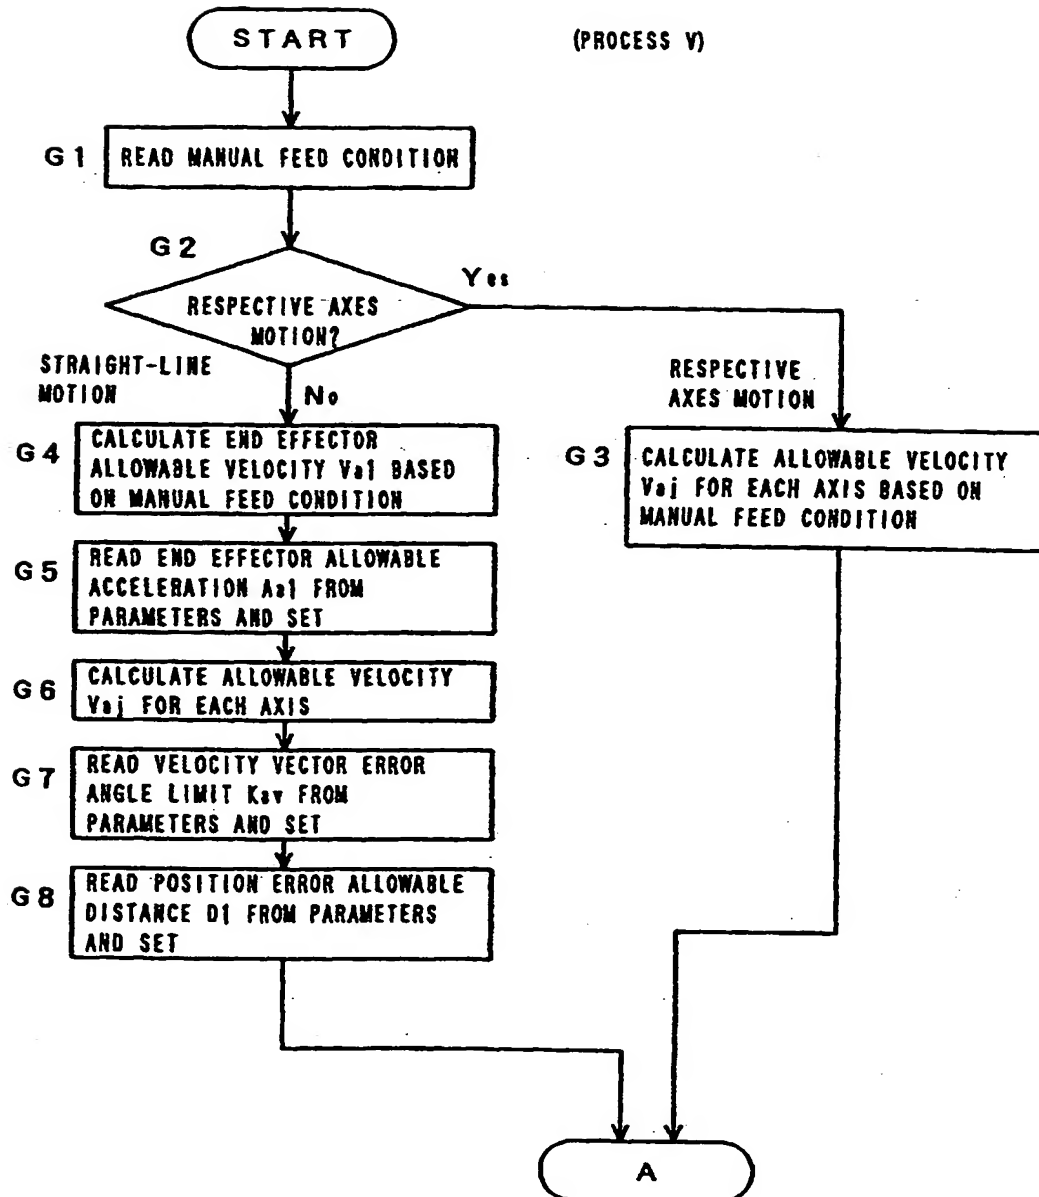 START
(PROCESS V)
G1
READ MANUAL FEED CONDITION
G2
Yes
RESPECTIVE AXES
MOTION?
STRAIGHT-LINE
MOTION
No
RESPECTIVE
AXES MOTION
G4
CALCULATE END EFFECTOR
ALLOWABLE VELOCITY Val BASED
ON MANUAL FEED CONDITION
G3
CALCULATE ALLOWABLE VELOCITY
Vaj FOR EACH AXIS BASED ON
MANUAL FEED CONDITION
G5
READ END EFFECTOR ALLOWABLE
ACCELERATION Aal FROM
PARAMETERS AND SET
G6
CALCULATE ALLOWABLE VELOCITY
Vaj FOR EACH AXIS
G7
READ VELOCITY VECTOR ERROR
ANGLE LIMIT Kav FROM
PARAMETERS AND SET
G8
READ POSITION ERROR ALLOWABLE
DISTANCE Dl FROM PARAMETERS
AND SET
A